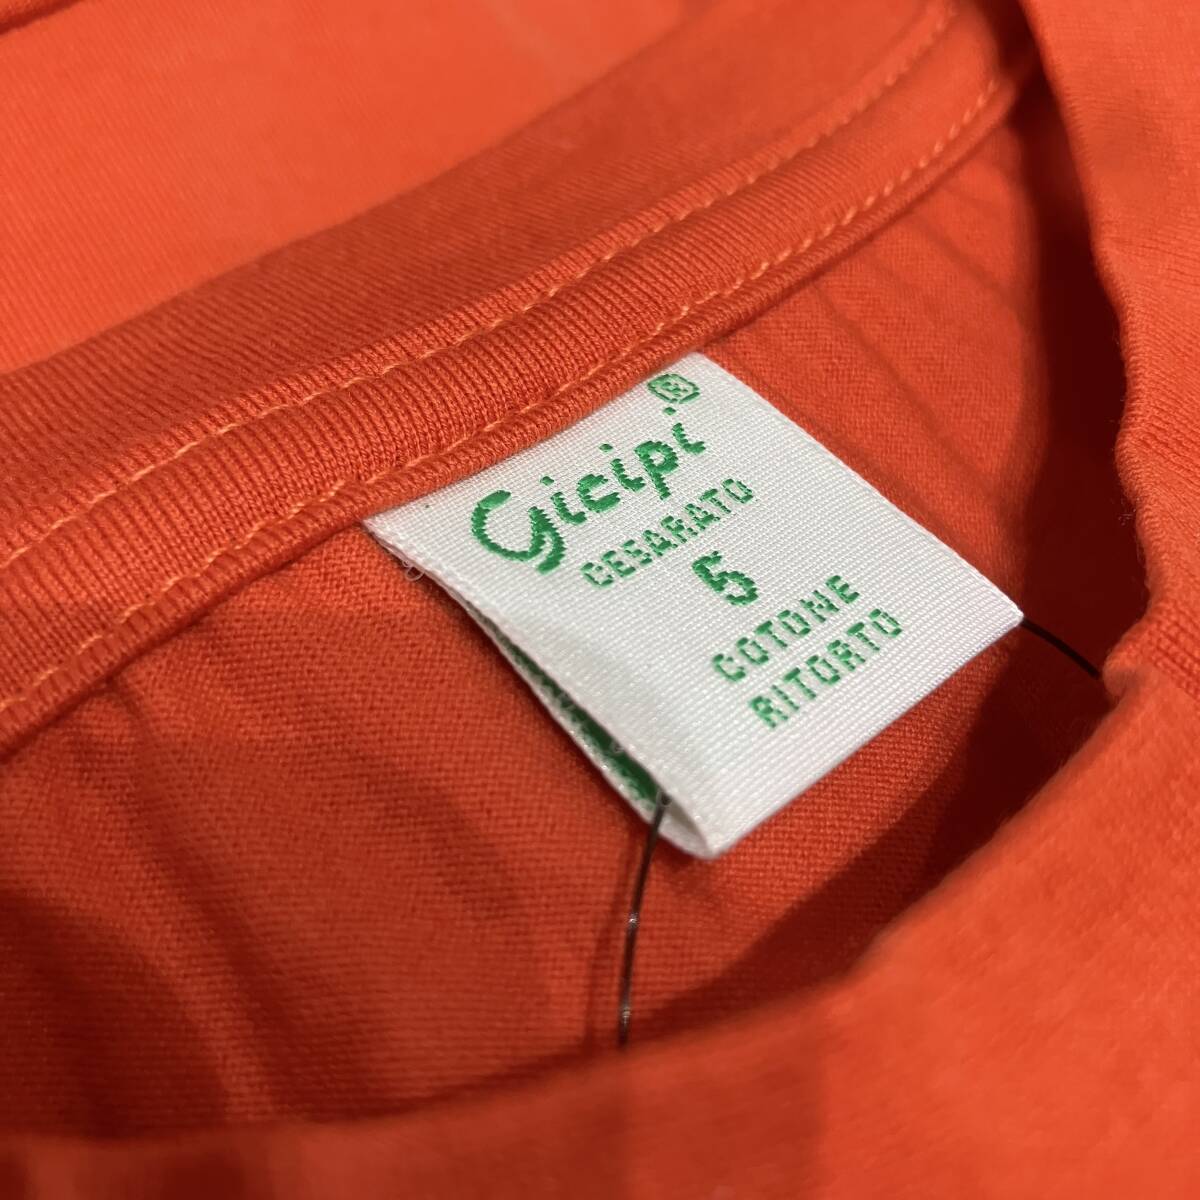 gicipi ®
CESARATO
5
COTONE
RITORTO